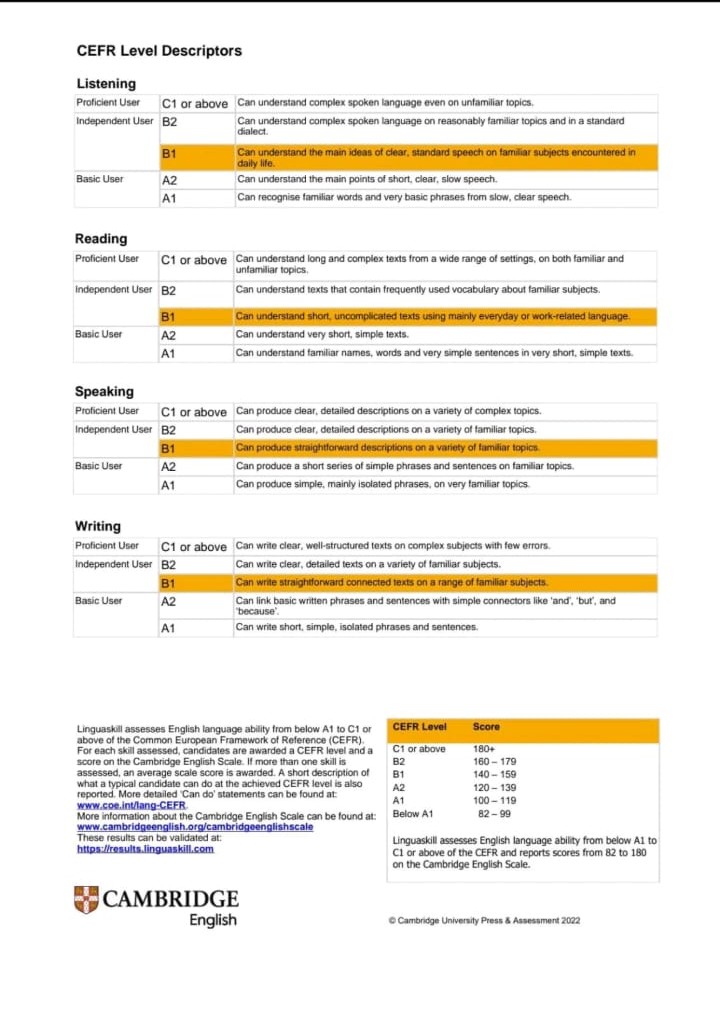 CEFR Level Descriptors
Listening
Proficient User C1 or above Can understand complex spoken language even on unfamiliar topics.
Independent User B2 Can understand complex spoken language on reasonably familiar topics and in a standard
dialect.
B1 Can understand the main ideas of clear, standard speech on familiar subjects encountered in
daily life.
Basic User A2 Can understand the main points of short, clear, slow speech.
A1 Can recognise familiar words and very basic phrases from slow, clear speech.
Reading
Proficient User C1 or above Can understand long and complex texts from a wide range of settings, on both familiar and
unfamiliar topics.
Independent User B2 Can understand texts that contain frequently used vocabulary about familiar subjects.
B1 Can understand short, uncomplicated texts using mainly everyday or work-related language.
Basic User A2 Can understand very short, simple texts.
A1 Can understand familiar names, words and very simple sentences in very short, simple texts.
Speaking
Proficient User C1 or above Can produce clear, detailed descriptions on a variety of complex topics.
Independent User B2 Can produce clear, detailed descriptions on a variety of familiar topics.
B1 Can produce straightforward descriptions on a variety of familiar topics.
Basic User A2 Can produce a short series of simple phrases and sentences on familiar topics.
A1 Can produce simple, mainly isolated phrases, on very familiar topics.
Writing
Proficient User C1 or above Can write clear, well-structured texts on complex subjects with few errors.
Independent User B2 Can write clear, detailed texts on a variety of familiar subjects.
B1 Can write straightforward connected texts on a range of familiar subjects.
Basic User A2 Can link basic written phrases and sentences with simple connectors like 'and', 'but', and
'because'.
A1 Can write short, simple, isolated phrases and sentences.
Linguaskill assesses English language ability from below A1 to C1 or
above of the Common European Framework of Reference (CEFR).
For each skill assessed, candidates are awarded a CEFR level and a
score on the Cambridge English Scale. If more than one skill is
assessed, an average scale score is awarded. A short description of
what a typical candidate can do at the achieved CEFR level is also
reported. More detailed 'Can do' statements can be found at:
www.coe.int/lang-CEFR.
More information about the Cambridge English Scale can be found at:
www.cambridgeenglish.org/cambridgeenglishscale
These results can be validated at:
https://results.linguaskill.com
CEFR Level Score
C1 or above 180+
B2 160 – 179
B1 140 – 159
A2 120 – 139
A1 100 – 119
Below A1 82 – 99
Linguaskill assesses English language ability from below A1 to
C1 or above of the CEFR and reports scores from 82 to 180
on the Cambridge English Scale.
CAMBRIDGE
English
© Cambridge University Press & Assessment 2022